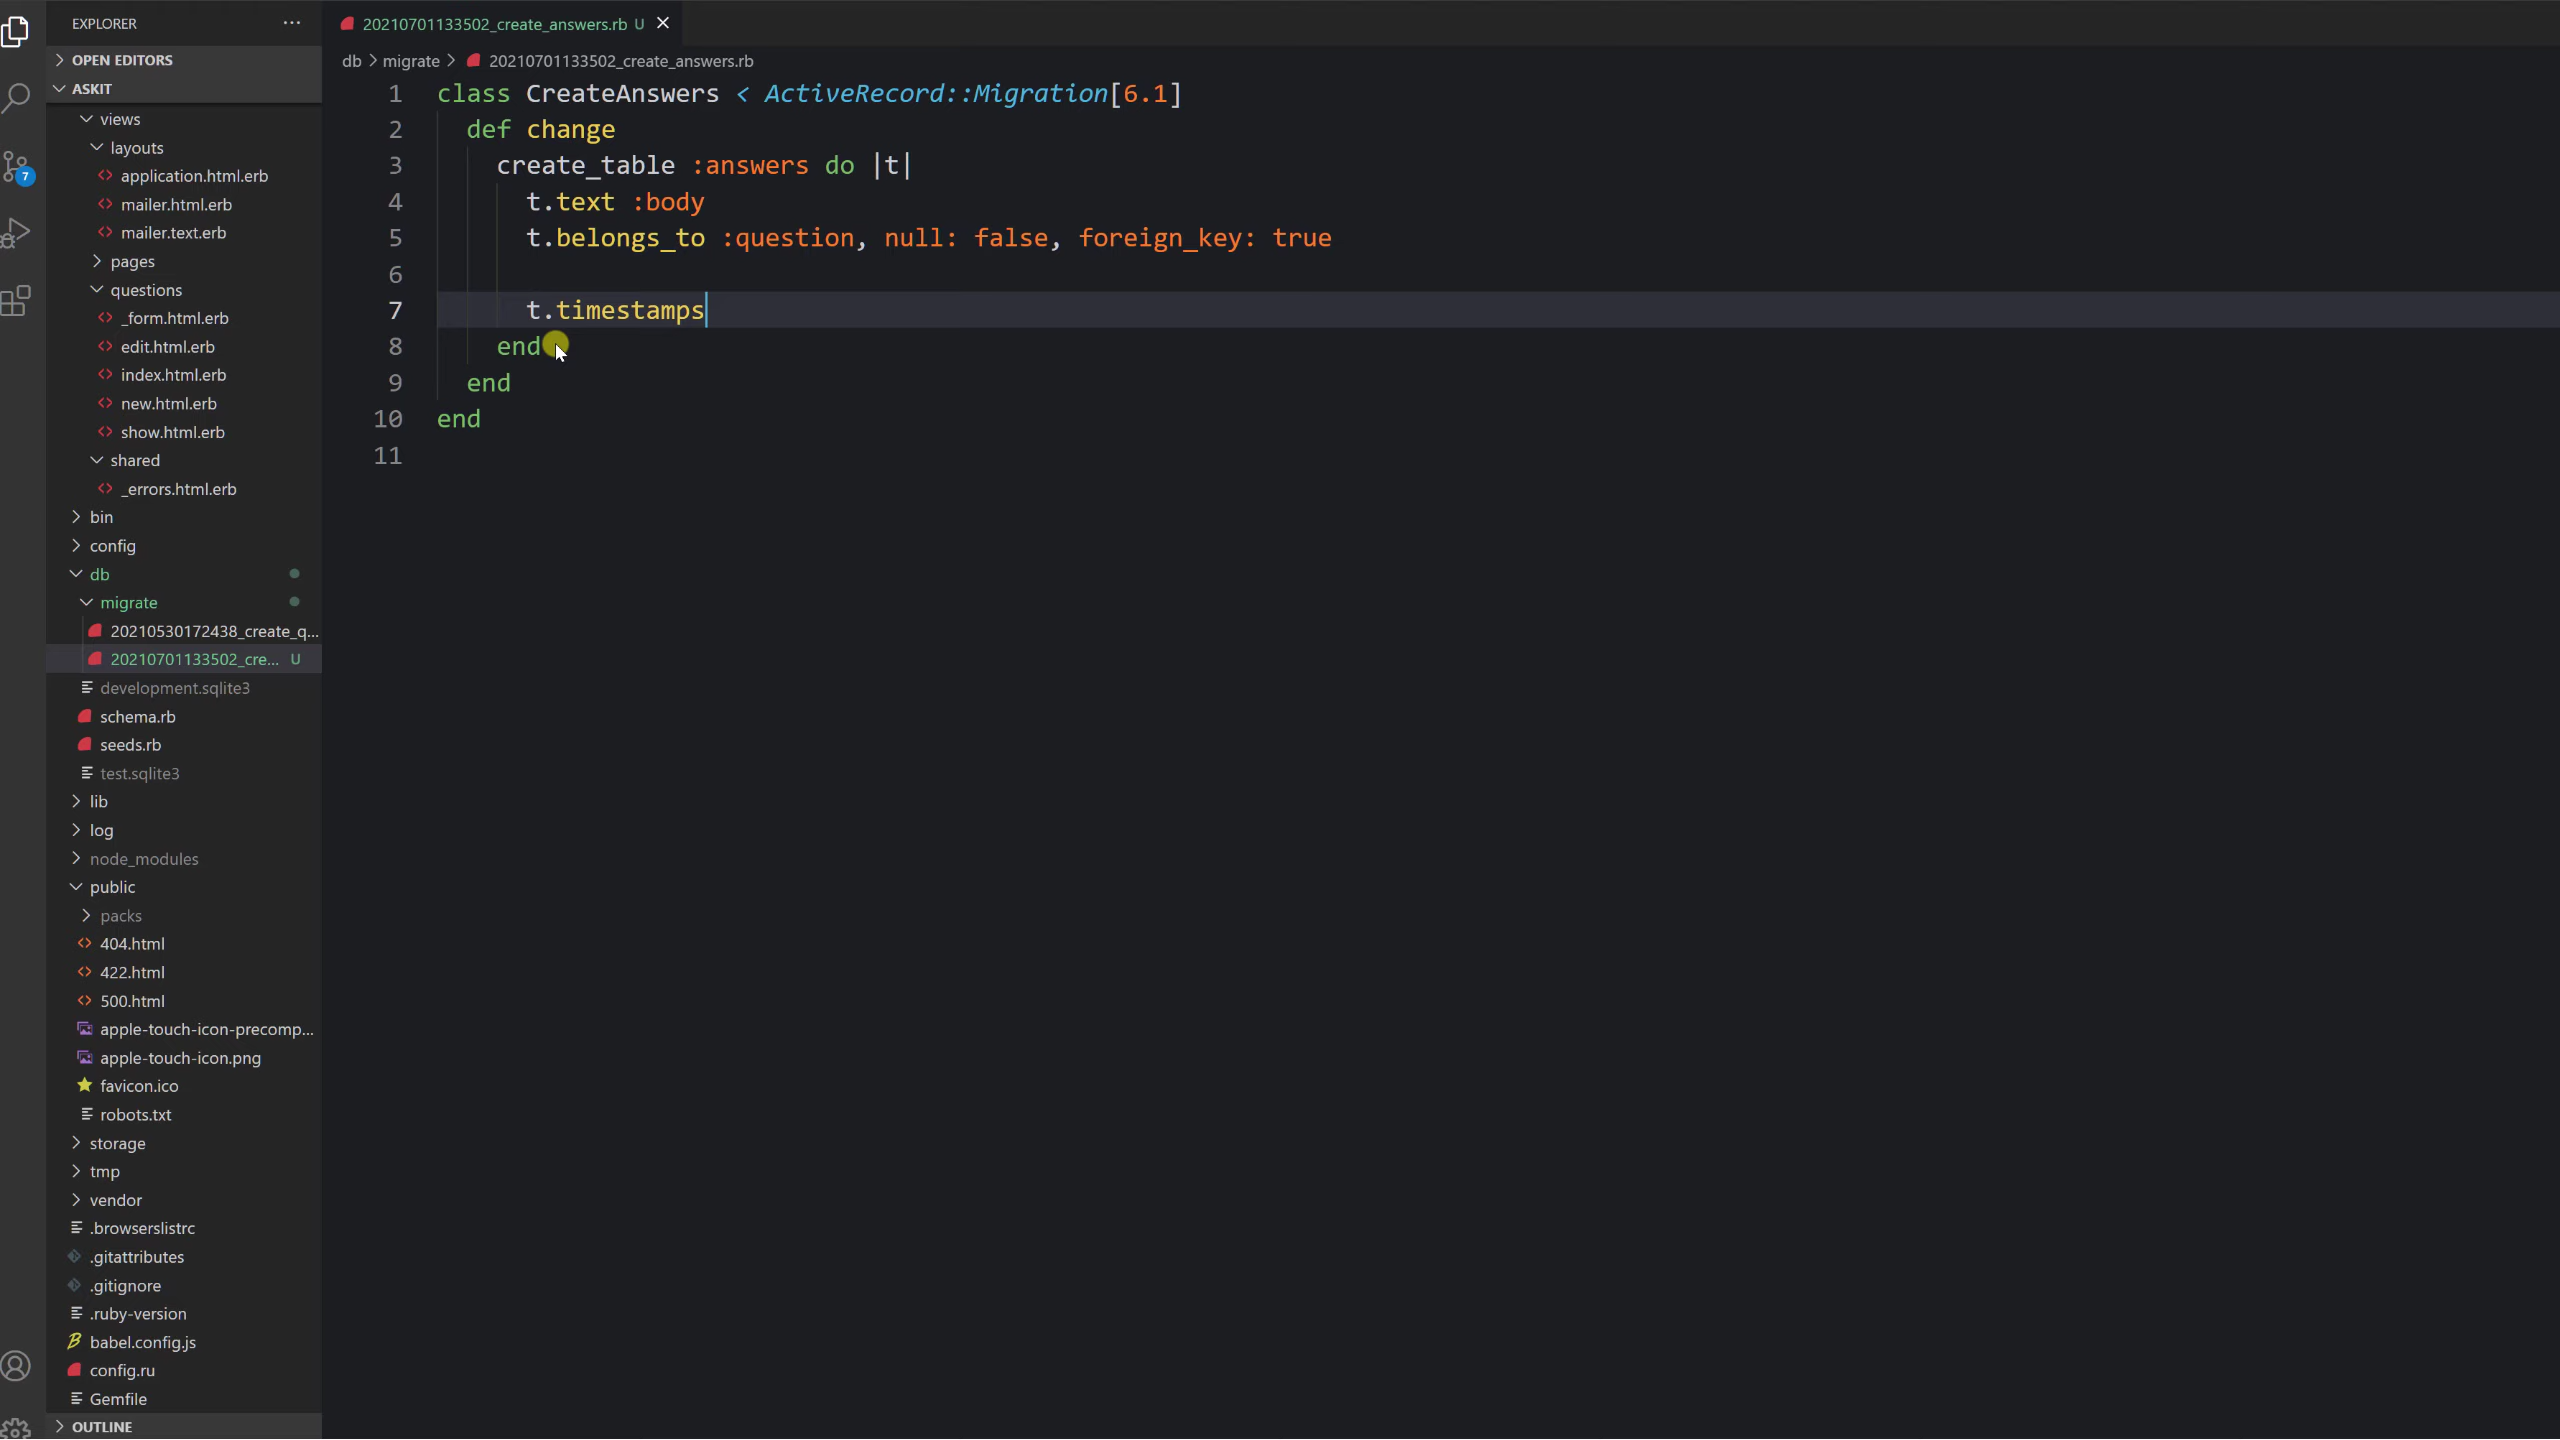 EXPLORER
OPEN EDITORS
ASKIT
views
layouts
application.html.erb
mailer.html.erb
mailer.text.erb
pages
questions
_form.html.erb
edit.html.erb
index.html.erb
new.html.erb
show.html.erb
shared
_errors.html.erb
bin
config
db
migrate
20210530172438_create_q...
20210701133502_cre... U
development.sqlite3
schema.rb
seeds.rb
test.sqlite3
lib
log
node_modules
public
packs
404.html
422.html
500.html
apple-touch-icon-precomp...
apple-touch-icon.png
favicon.ico
robots.txt
storage
tmp
vendor
.browserslistrc
.gitattributes
.gitignore
.ruby-version
babel.config.js
config.ru
Gemfile
OUTLINE
7
20210701133502_create_answers.rb U
db > migrate > 20210701133502_create_answers.rb
1 class CreateAnswers < ActiveRecord::Migration[6.1]
2 def change
3 create_table :answers do |t|
4 t.text :body
5 t.belongs_to :question, null: false, foreign_key: true
6
7 t.timestamps
8 end
9 end
10 end
11